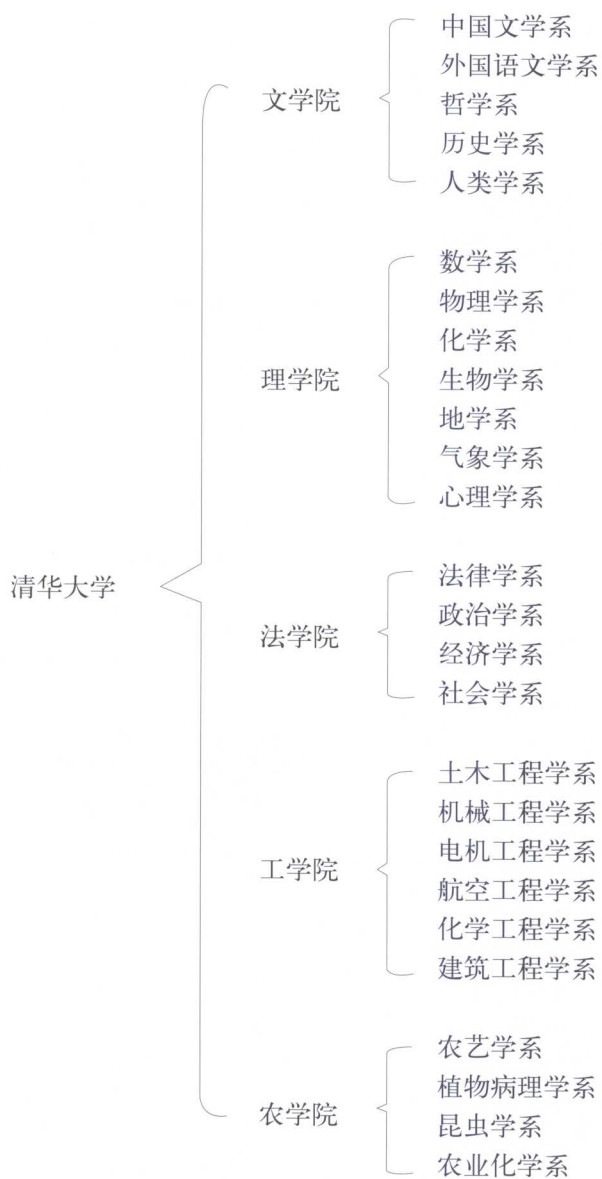 清华大学
文学院
中国文学系
外国语文学系
哲学系
历史学系
人类学系
理学院
数学系
物理学系
化学系
生物学系
地学系
气象学系
心理学系
法学院
法律学系
政治学系
经济学系
社会学系
工学院
土木工程学系
机械工程学系
电机工程学系
航空工程学系
化学工程学系
建筑工程学系
农学院
农艺学系
植物病理学系
昆虫学系
农业化学系